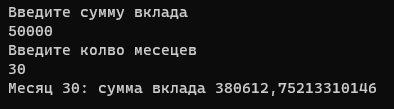 Введите сумму вклада
50000
Введите колво месецев
30
Месяц 30: сумма вклада 380612,75213310146